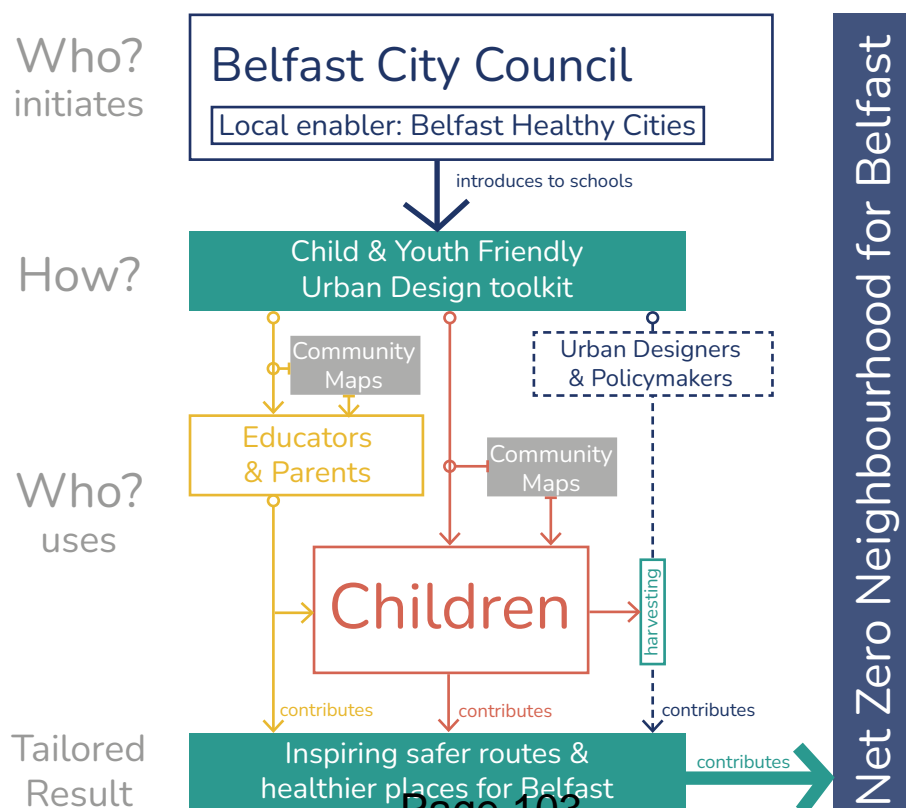 Who?
initiates
Belfast City Council
Local enabler: Belfast Healthy Cities
introduces to schools
How?
Child & Youth Friendly
Urban Design toolkit
Community
Maps
Urban Designers
& Policymakers
Who?
uses
Educators
& Parents
Community
Maps
Children
harvesting
contributes
contributes
contributes
Tailored
Result
Inspiring safer routes &
healthier places for Belfast
contributes
Net Zero Neighbourhood for Belfast
Page 103